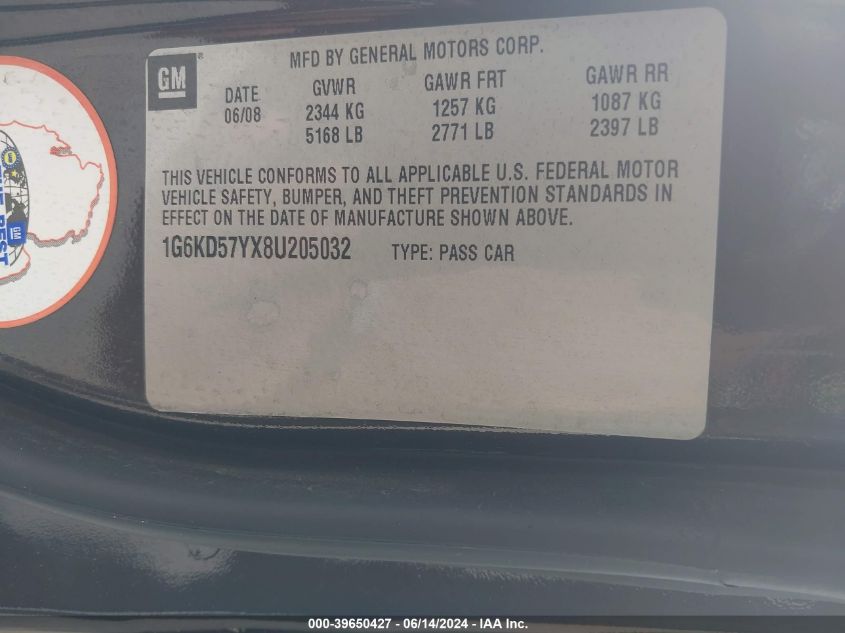 GM
MFD BY GENERAL MOTORS CORP.
DATE GVWR GAWR FRT GAWR RR
06/08 2344 KG 1257 KG 1087 KG
5168 LB 2771 LB 2397 LB
THIS VEHICLE CONFORMS TO ALL APPLICABLE U.S. FEDERAL MOTOR
VEHICLE SAFETY, BUMPER, AND THEFT PREVENTION STANDARDS IN
EFFECT ON THE DATE OF MANUFACTURE SHOWN ABOVE.
1G6KD57YX8U205032 TYPE: PASS CAR
THE BEST
GM
000-39650427 - 06/14/2024 - IAA Inc.